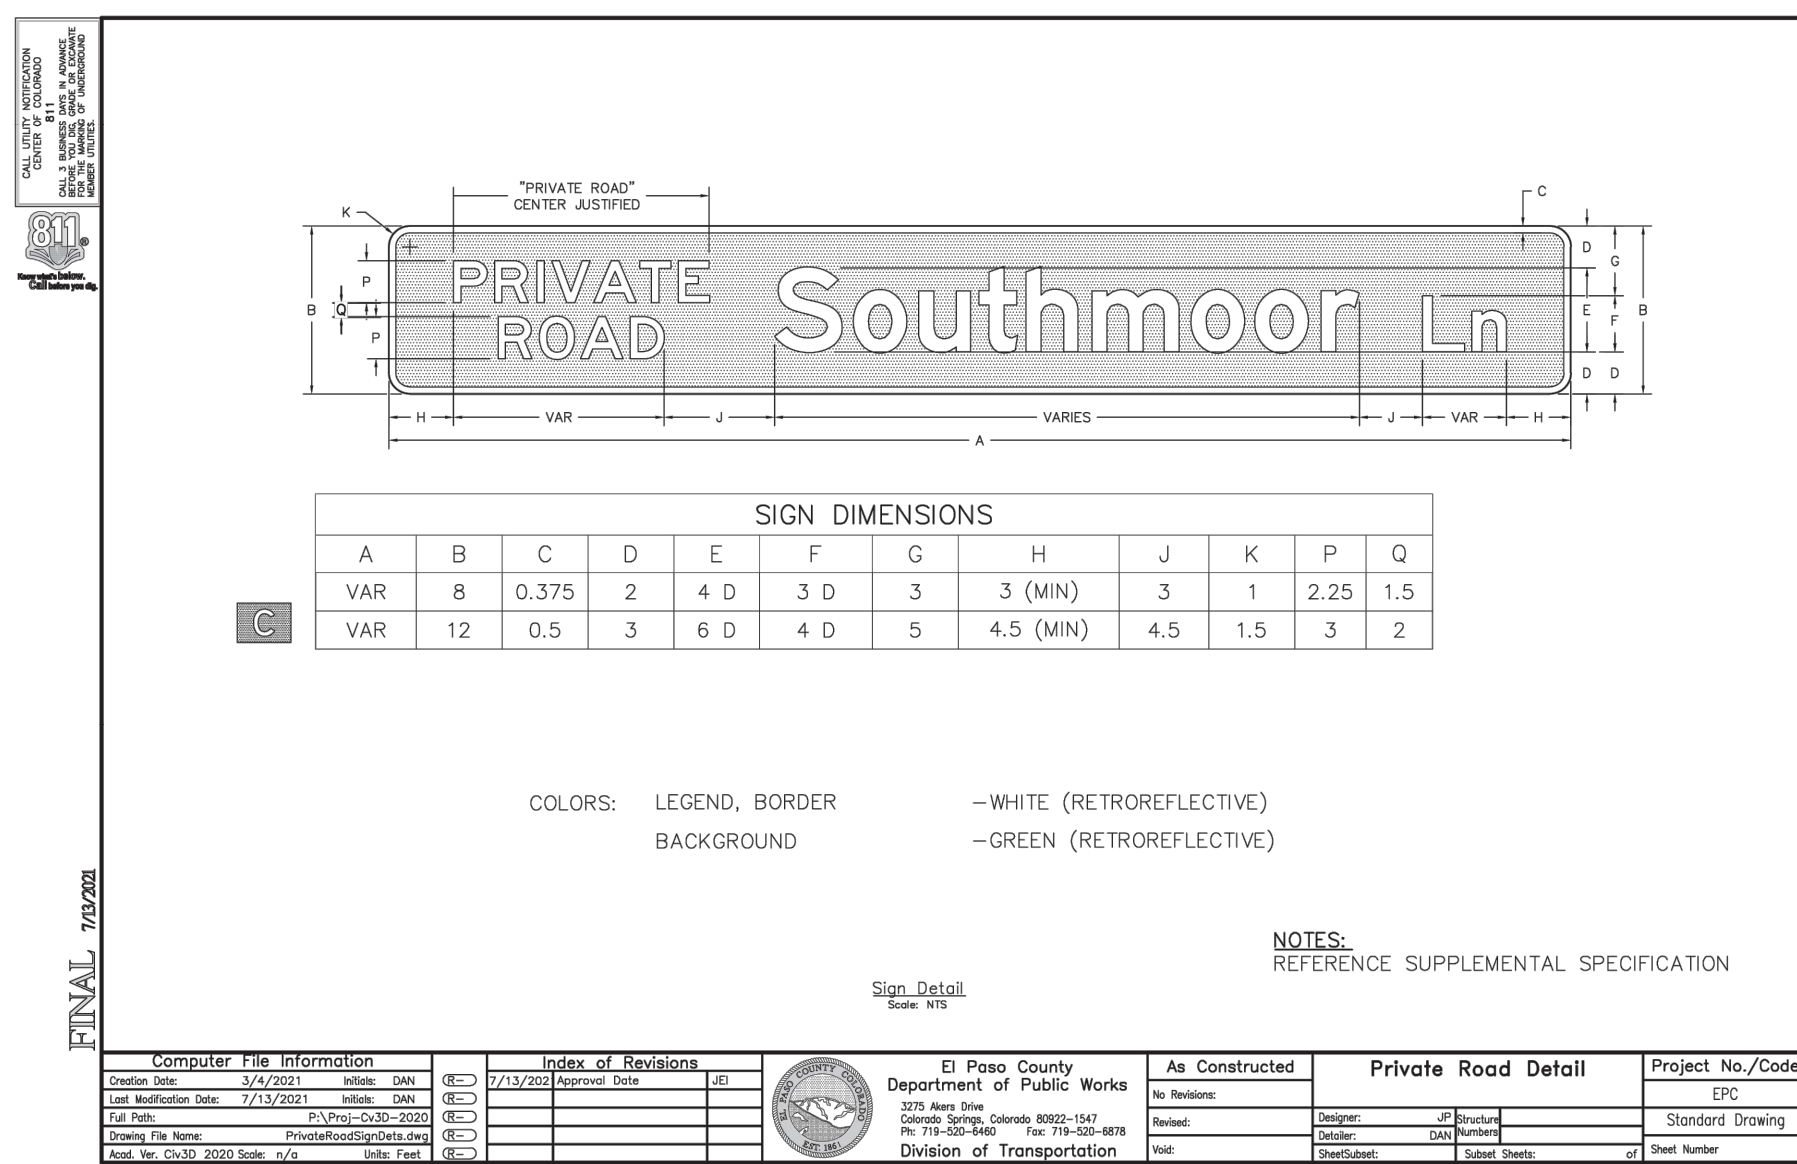 CALL UTILITY NOTIFICATION
CENTER OF COLORADO
811
CALL 3 BUSINESS DAYS IN ADVANCE
BEFORE YOU DIG, GRADE OR EXCAVATE
FOR THE MARKING OF UNDERGROUND
MEMBER UTILITIES.
811®
Know what's below.
Call before you dig.
"PRIVATE ROAD"
CENTER JUSTIFIED
C
K
PRIVATE
ROAD
Southmoor
Ln
B
P
Q
P
D
G
E
F
D
D
B
H
VAR
J
VARIES
J
VAR
H
A
SIGN DIMENSIONS
A B C D E F G H J K P Q
VAR 8 0.375 2 4 D 3 D 3 3 (MIN) 3 1 2.25 1.5
C
VAR 12 0.5 3 6 D 4 D 5 4.5 (MIN) 4.5 1.5 3 2
COLORS: LEGEND, BORDER -WHITE (RETROREFLECTIVE)
BACKGROUND -GREEN (RETROREFLECTIVE)
NOTES:
REFERENCE SUPPLEMENTAL SPECIFICATION
Sign Detail
Scale: NTS
FINAL 7/13/2021
Computer File Information
Creation Date: 3/4/2021 Initials: DAN
Last Modification Date: 7/13/2021 Initials: DAN
Full Path: P:\Proj-Cv3D-2020
Drawing File Name: PrivateRoadSignDets.dwg
Acad. Ver. Civ3D 2020 Scale: n/a Units: Feet
R-
R-
R-
R-
R-
Index of Revisions
7/13/202 Approval Date JEI
EL PASO COUNTY COLORADO
EST. 1861
El Paso County
Department of Public Works
3275 Akers Drive
Colorado Springs, Colorado 80922-1547
Ph: 719-520-6460 Fax: 719-520-6878
Division of Transportation
As Constructed
No Revisions:
Revised:
Void:
Private Road Detail
Designer: JP
Detailer: DAN
Structure
Numbers
SheetSubset: Subset Sheets: of
Project No./Code
EPC
Standard Drawing
Sheet Number